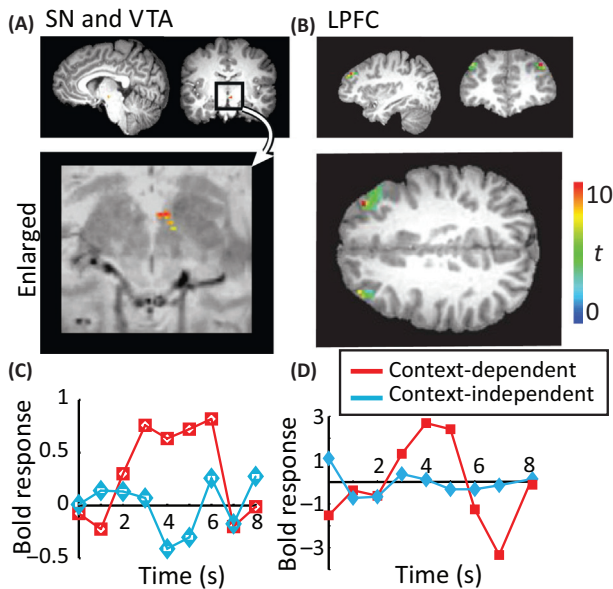 (A) SN and VTA
(B) LPFC
Enlarged
10
t
0
Context-dependent
Context-independent
(C)
1
0.5
0
−0.5
Bold response
2 4 6 8
Time (s)
(D)
3
1
−1
−3
Bold response
2 4 6 8
Time (s)